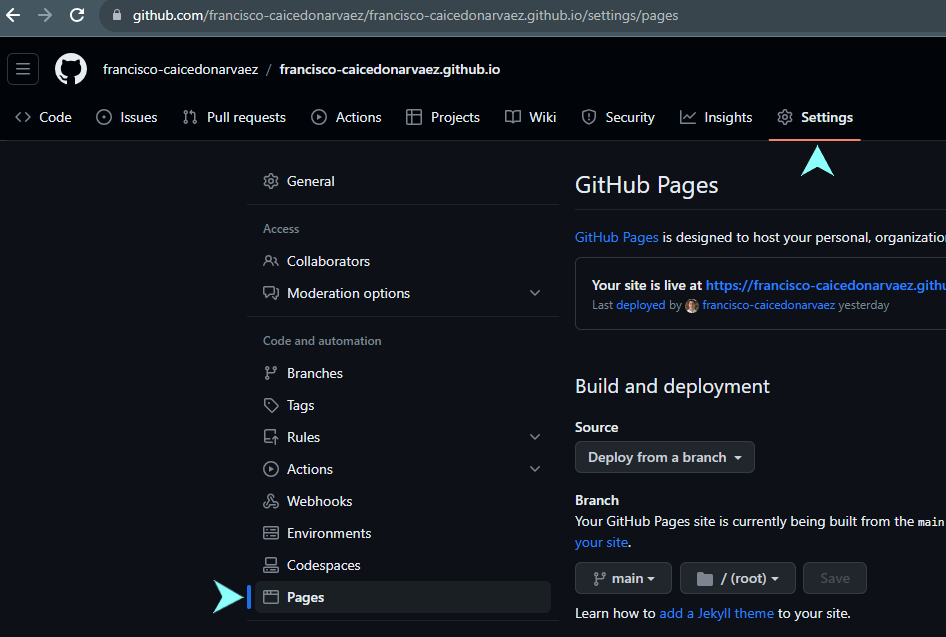 github.com/francisco-caicedonarvaez/francisco-caicedonarvaez.github.io/settings/pages
francisco-caicedonarvaez / francisco-caicedonarvaez.github.io
<> Code Issues Pull requests Actions Projects Wiki Security Insights Settings
General
Access
Collaborators
Moderation options
Code and automation
Branches
Tags
Rules
Actions
Webhooks
Environments
Codespaces
Pages
GitHub Pages
GitHub Pages is designed to host your personal, organizatio
Your site is live at https://francisco-caicedonarvaez.githu
Last deployed by francisco-caicedonarvaez yesterday
Build and deployment
Source
Deploy from a branch
Branch
Your GitHub Pages site is currently being built from the main
your site.
main / (root) Save
Learn how to add a Jekyll theme to your site.